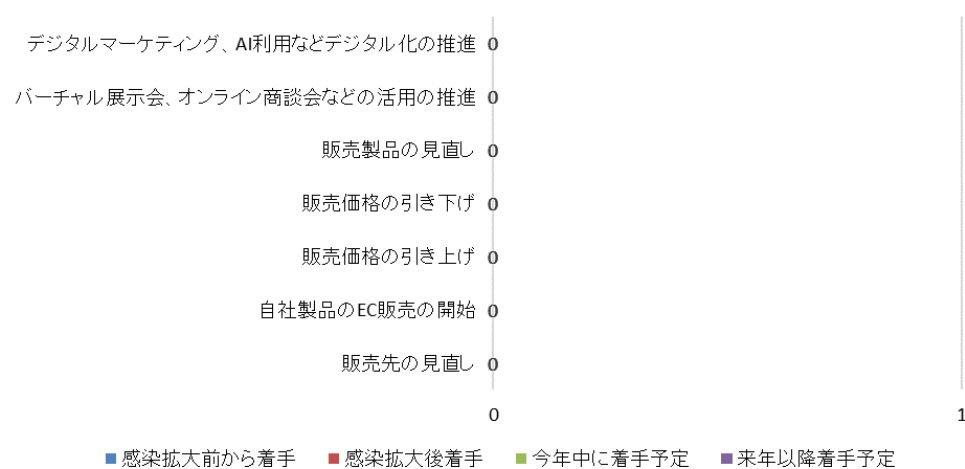 デジタルマーケティング、AI利用などデジタル化の推進 0
バーチャル展示会、オンライン商談会などの活用の推進 0
販売製品の見直し 0
販売価格の引き下げ 0
販売価格の引き上げ 0
自社製品のEC販売の開始 0
販売先の見直し 0
0 1
感染拡大前から着手 感染拡大後着手 今年中に着手予定 来年以降着手予定